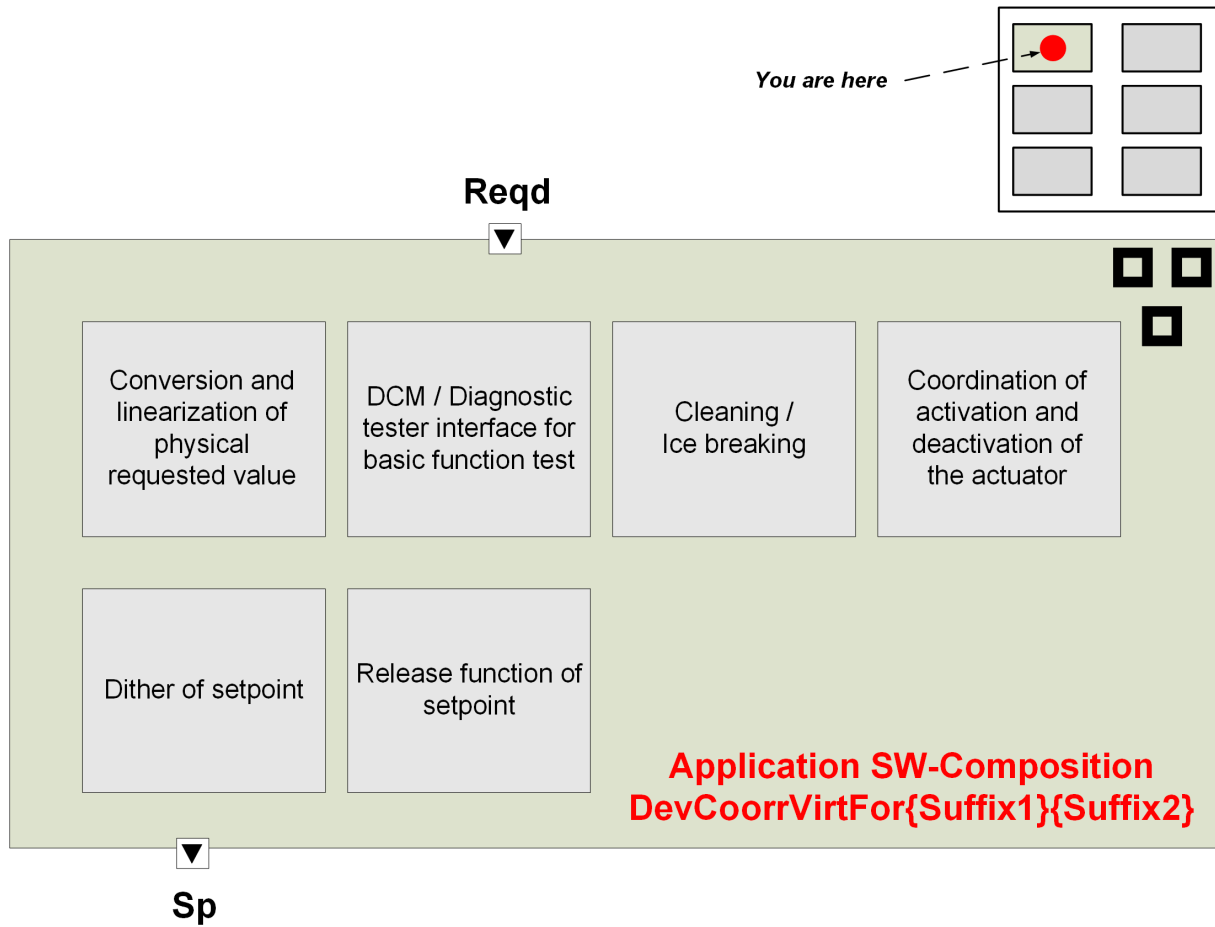 You are here
Reqd
Conversion and
linearization of
physical
requested value
DCM / Diagnostic
tester interface for
basic function test
Cleaning /
Ice breaking
Coordination of
activation and
deactivation of
the actuator
Dither of setpoint
Release function of
setpoint
Application SW-Composition
DevCoorrVirtFor{Suffix1}{Suffix2}
Sp